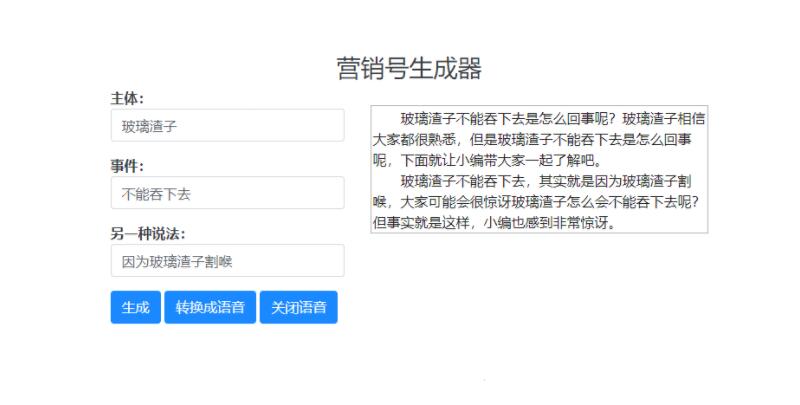 营销号生成器
主体：
玻璃渣子
事件：
不能吞下去
另一种说法：
因为玻璃渣子割喉
生成 转换成语音 关闭语音
玻璃渣子不能吞下去是怎么回事呢？玻璃渣子相信
大家都很熟悉，但是玻璃渣子不能吞下去是怎么回事
呢，下面就让小编带大家一起了解吧。
玻璃渣子不能吞下去，其实就是因为玻璃渣子割
喉，大家可能会很惊讶玻璃渣子怎么会不能吞下去呢？
但事实就是这样，小编也感到非常惊讶。